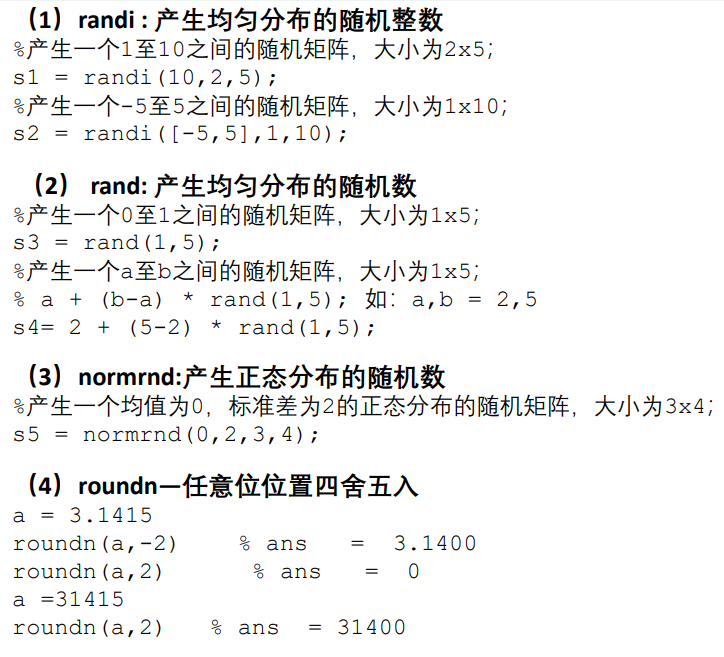 （1）randi : 产生均匀分布的随机整数
%产生一个1至10之间的随机矩阵，大小为2x5；
s1 = randi(10,2,5);
%产生一个-5至5之间的随机矩阵，大小为1x10；
s2 = randi([-5,5],1,10);
（2） rand: 产生均匀分布的随机数
%产生一个0至1之间的随机矩阵，大小为1x5；
s3 = rand(1,5);
%产生一个a至b之间的随机矩阵，大小为1x5；
% a + (b-a) * rand(1,5); 如：a,b = 2,5
s4= 2 + (5-2) * rand(1,5);
（3）normrnd:产生正态分布的随机数
%产生一个均值为0，标准差为2的正态分布的随机矩阵，大小为3x4；
s5 = normrnd(0,2,3,4);
（4）roundn—任意位位置四舍五入
a = 3.1415
roundn(a,-2) % ans = 3.1400
roundn(a,2) % ans = 0
a =31415
roundn(a,2) % ans = 31400